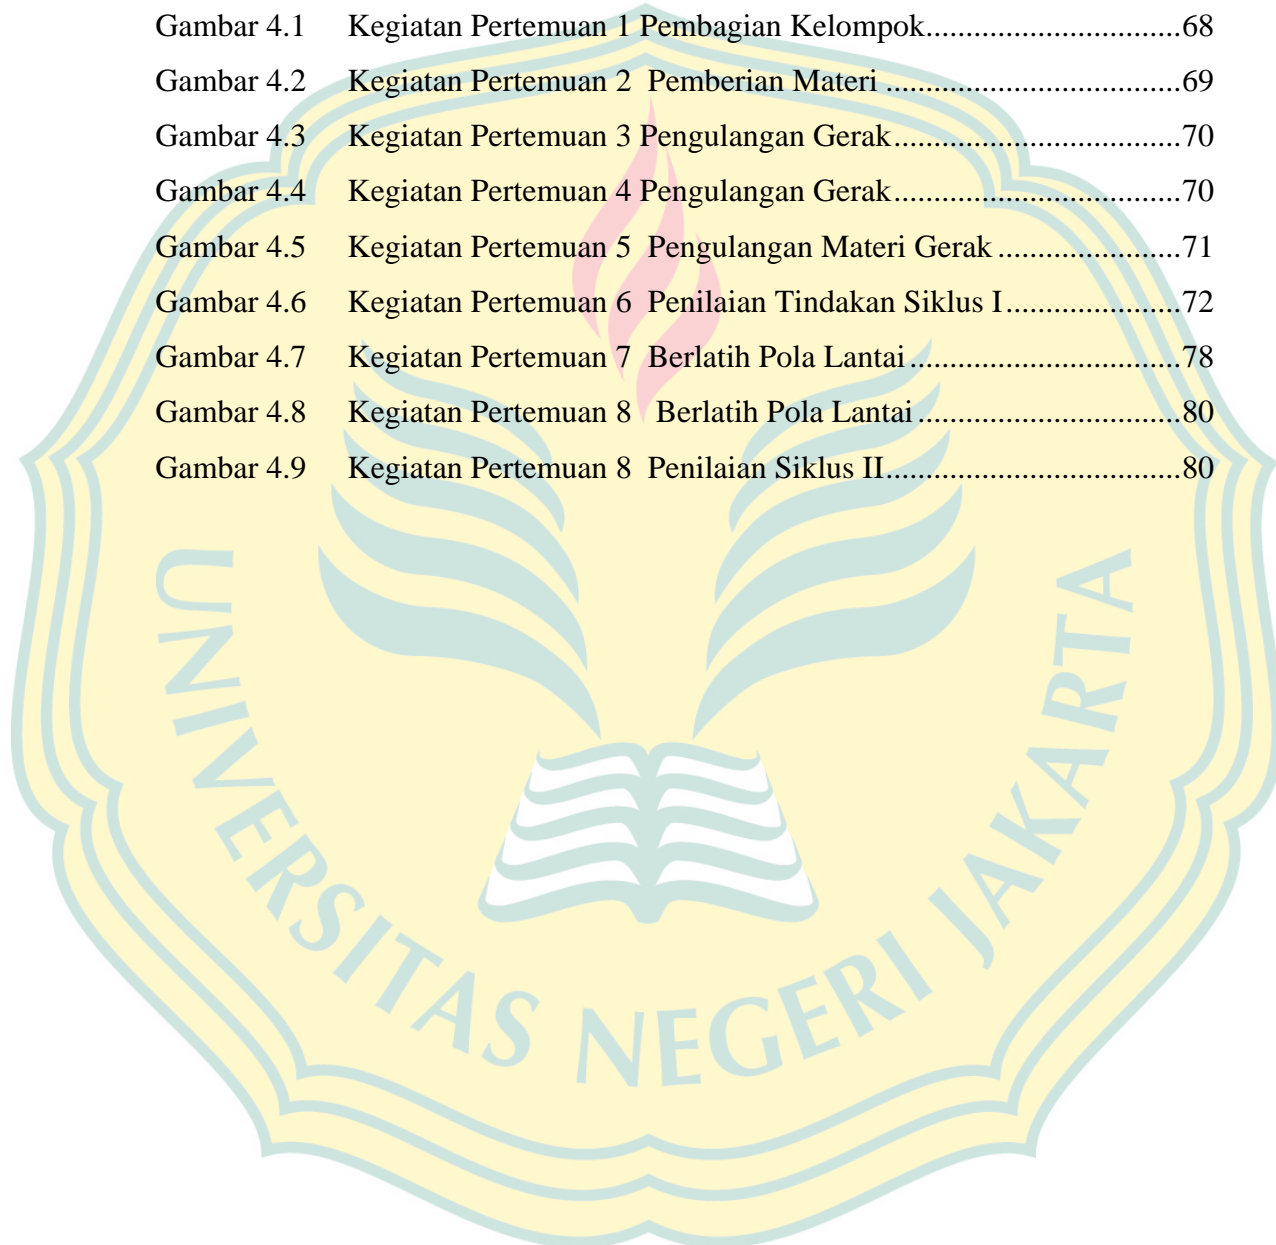 Gambar 4.1 Kegiatan Pertemuan 1 Pembagian Kelompok................................68
Gambar 4.2 Kegiatan Pertemuan 2 Pemberian Materi .....................................69
Gambar 4.3 Kegiatan Pertemuan 3 Pengulangan Gerak....................................70
Gambar 4.4 Kegiatan Pertemuan 4 Pengulangan Gerak....................................70
Gambar 4.5 Kegiatan Pertemuan 5 Pengulangan Materi Gerak .......................71
Gambar 4.6 Kegiatan Pertemuan 6 Penilaian Tindakan Siklus I......................72
Gambar 4.7 Kegiatan Pertemuan 7 Berlatih Pola Lantai ..................................78
Gambar 4.8 Kegiatan Pertemuan 8 Berlatih Pola Lantai .................................80
Gambar 4.9 Kegiatan Pertemuan 8 Penilaian Siklus II.....................................80
UNIVERSITAS NEGERI JAKARTA